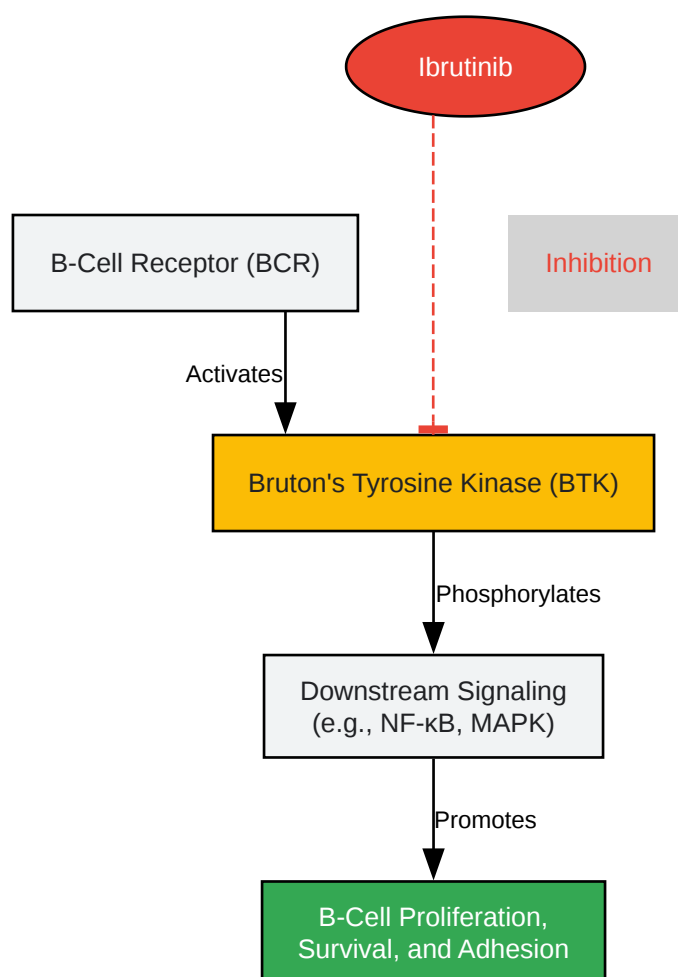 Ibrutinib
B-Cell Receptor (BCR)
Inhibition
Activates
Bruton's Tyrosine Kinase (BTK)
Phosphorylates
Downstream Signaling
(e.g., NF-κB, MAPK)
Promotes
B-Cell Proliferation,
Survival, and Adhesion